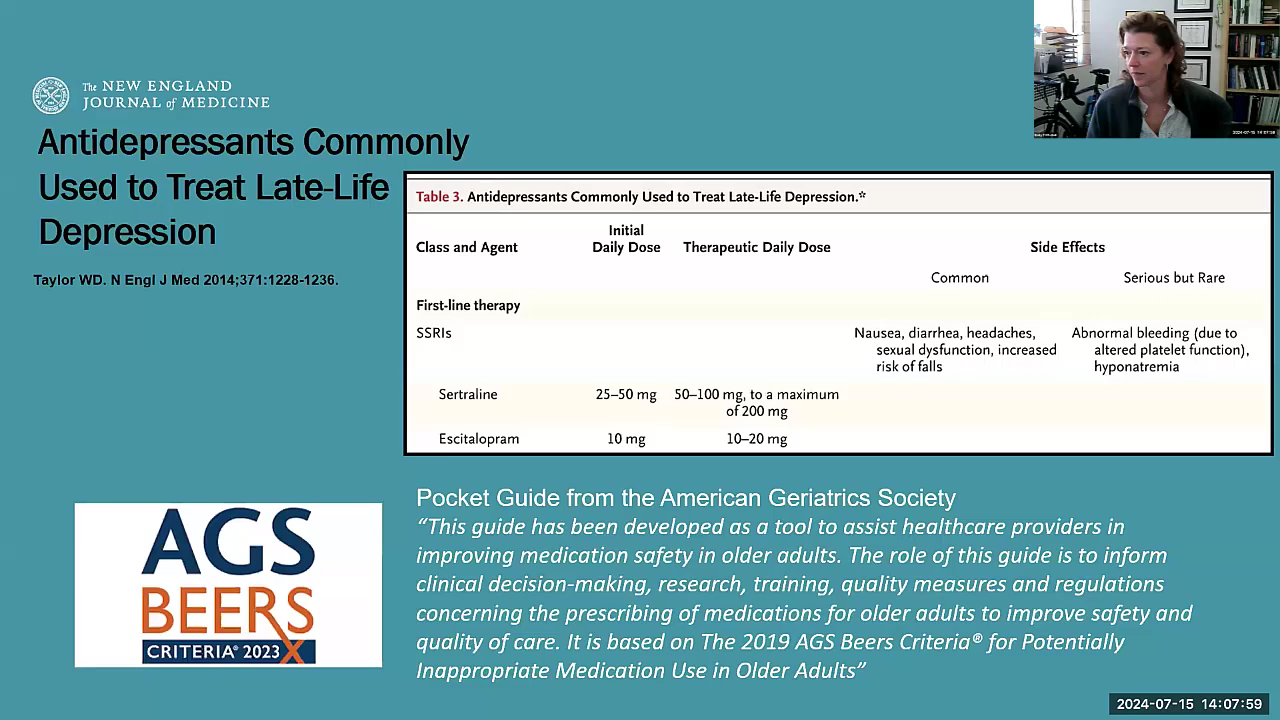 The NEW ENGLAND
JOURNAL of MEDICINE
Antidepressants Commonly
Used to Treat Late-Life
Depression
Taylor WD. N Engl J Med 2014;371:1228-1236.
Table 3. Antidepressants Commonly Used to Treat Late-Life Depression.*
Class and Agent
Initial
Daily Dose
Therapeutic Daily Dose
Side Effects
Common
Serious but Rare
First-line therapy
SSRIs
Nausea, diarrhea, headaches,
sexual dysfunction, increased
risk of falls
Abnormal bleeding (due to
altered platelet function),
hyponatremia
Sertraline
25–50 mg
50–100 mg, to a maximum
of 200 mg
Escitalopram
10 mg
10–20 mg
AGS
BEERS
CRITERIA® 2023
Pocket Guide from the American Geriatrics Society
“This guide has been developed as a tool to assist healthcare providers in
improving medication safety in older adults. The role of this guide is to inform
clinical decision-making, research, training, quality measures and regulations
concerning the prescribing of medications for older adults to improve safety and
quality of care. It is based on The 2019 AGS Beers Criteria® for Potentially
Inappropriate Medication Use in Older Adults”
2024-07-15 14:07:59
2024-07-15 14:07:59